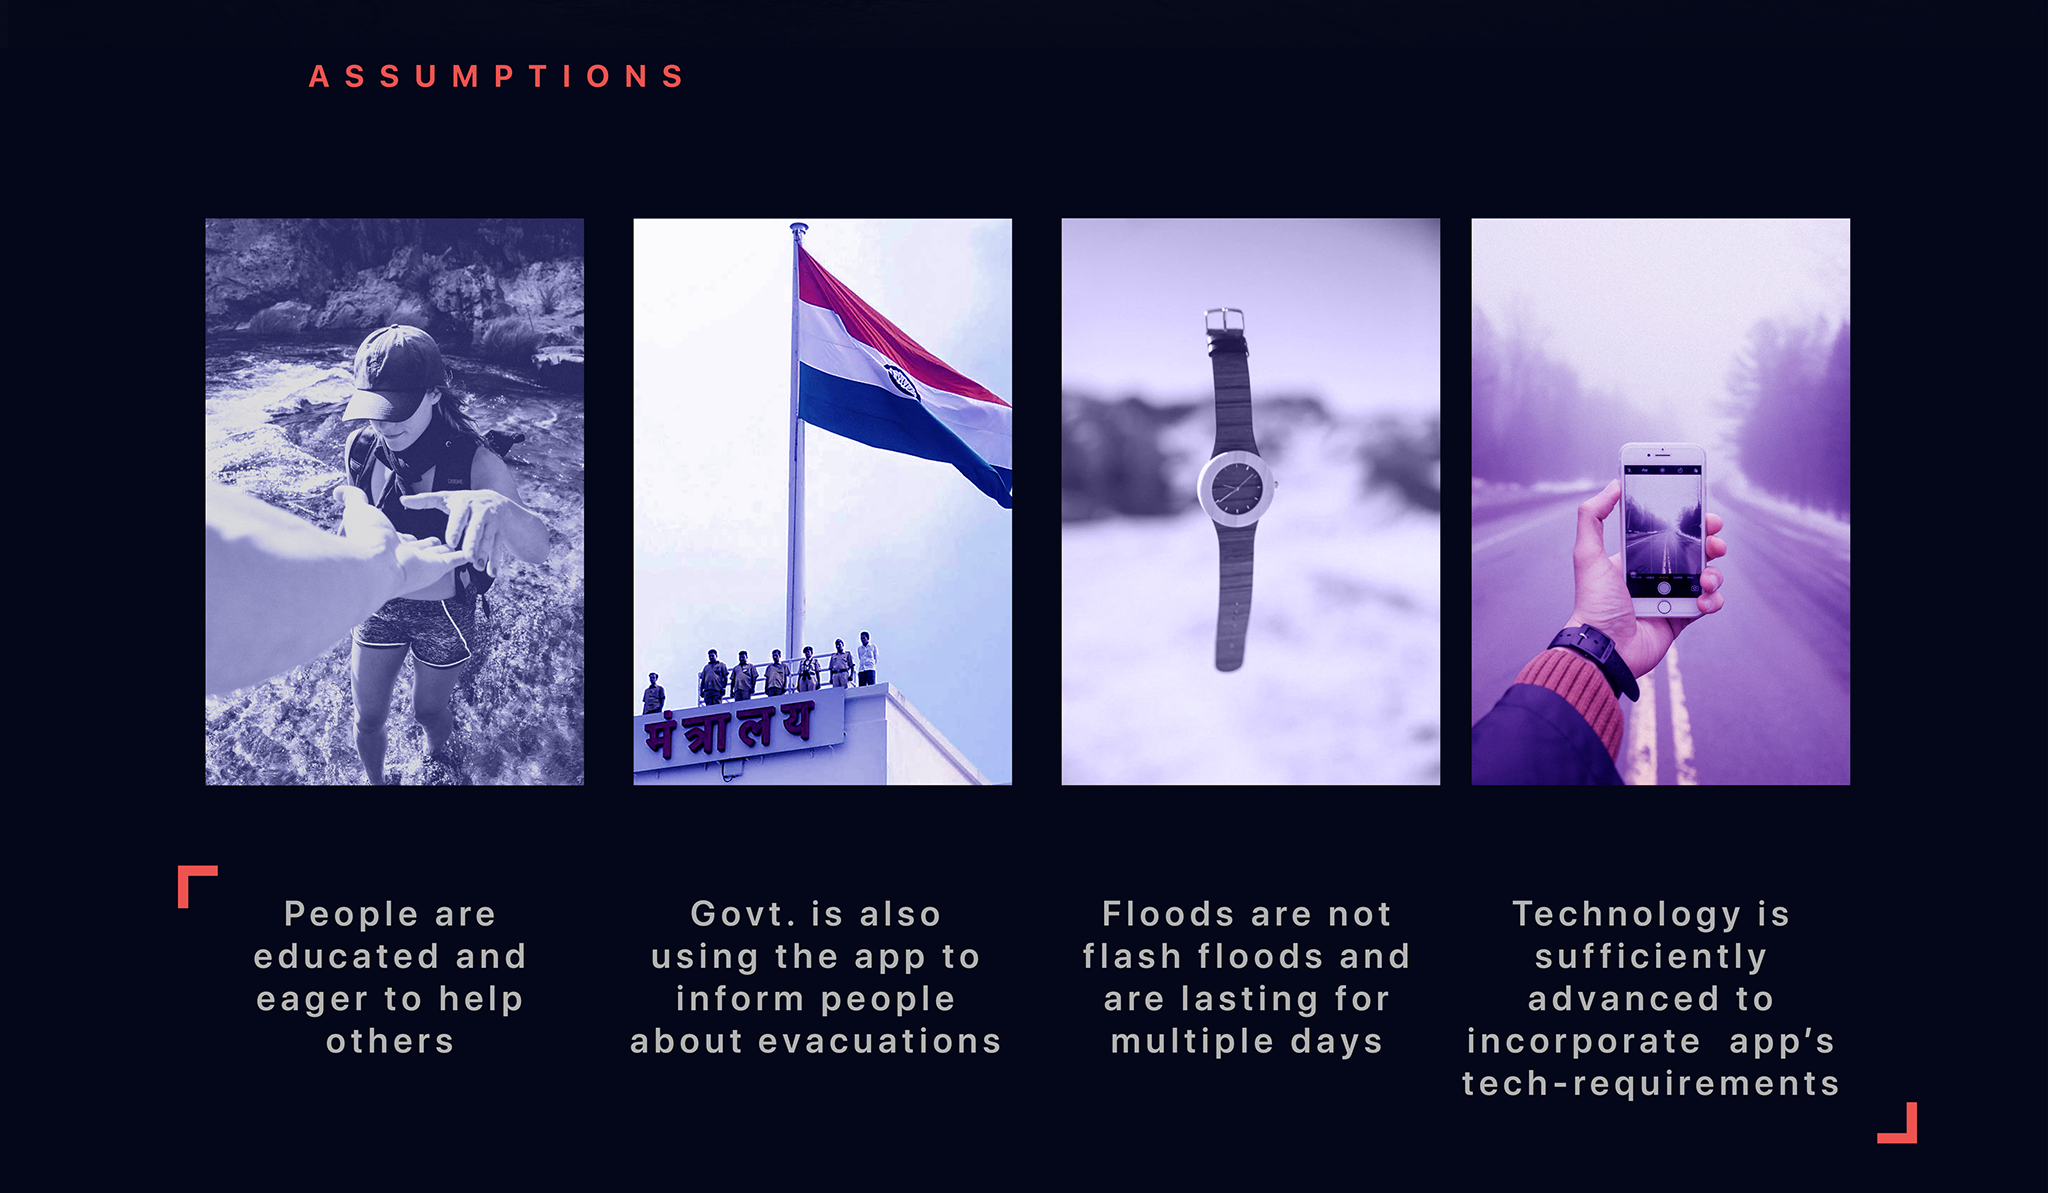 ASSUMPTIONS
मंत्रालय
People are
educated and
eager to help
others
Govt. is also
using the app to
inform people
about evacuations
Floods are not
flash floods and
are lasting for
multiple days
Technology is
sufficiently
advanced to
incorporate app’s
tech-requirements